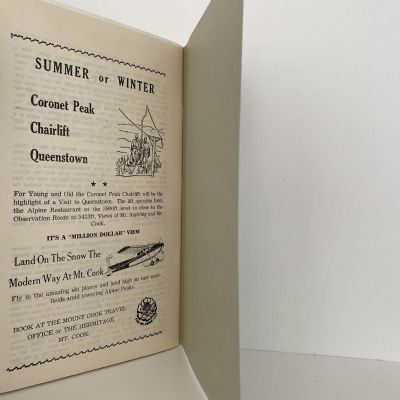 SUMMER or WINTER
Coronet Peak
Chairlift
Queenstown
★ ★
For Young and Old the Coronet Peak Chairlift will be the
highlight of a Visit to Queenstown. The lift operates from
the Alpine Restaurant at the 3800ft level to close to the
Observation Room at 5413ft. Views of Mt. Aspiring and Mt.
Cook.
IT'S A "MILLION DOLLAR" VIEW
Land On The Snow The
Modern Way At Mt. Cook
Fly in the amazing ski planes and land high on vast snow-
fields amid towering Alpine Peaks.
BOOK AT THE MOUNT COOK TRAVEL
OFFICE or THE HERMITAGE,
MT. COOK.